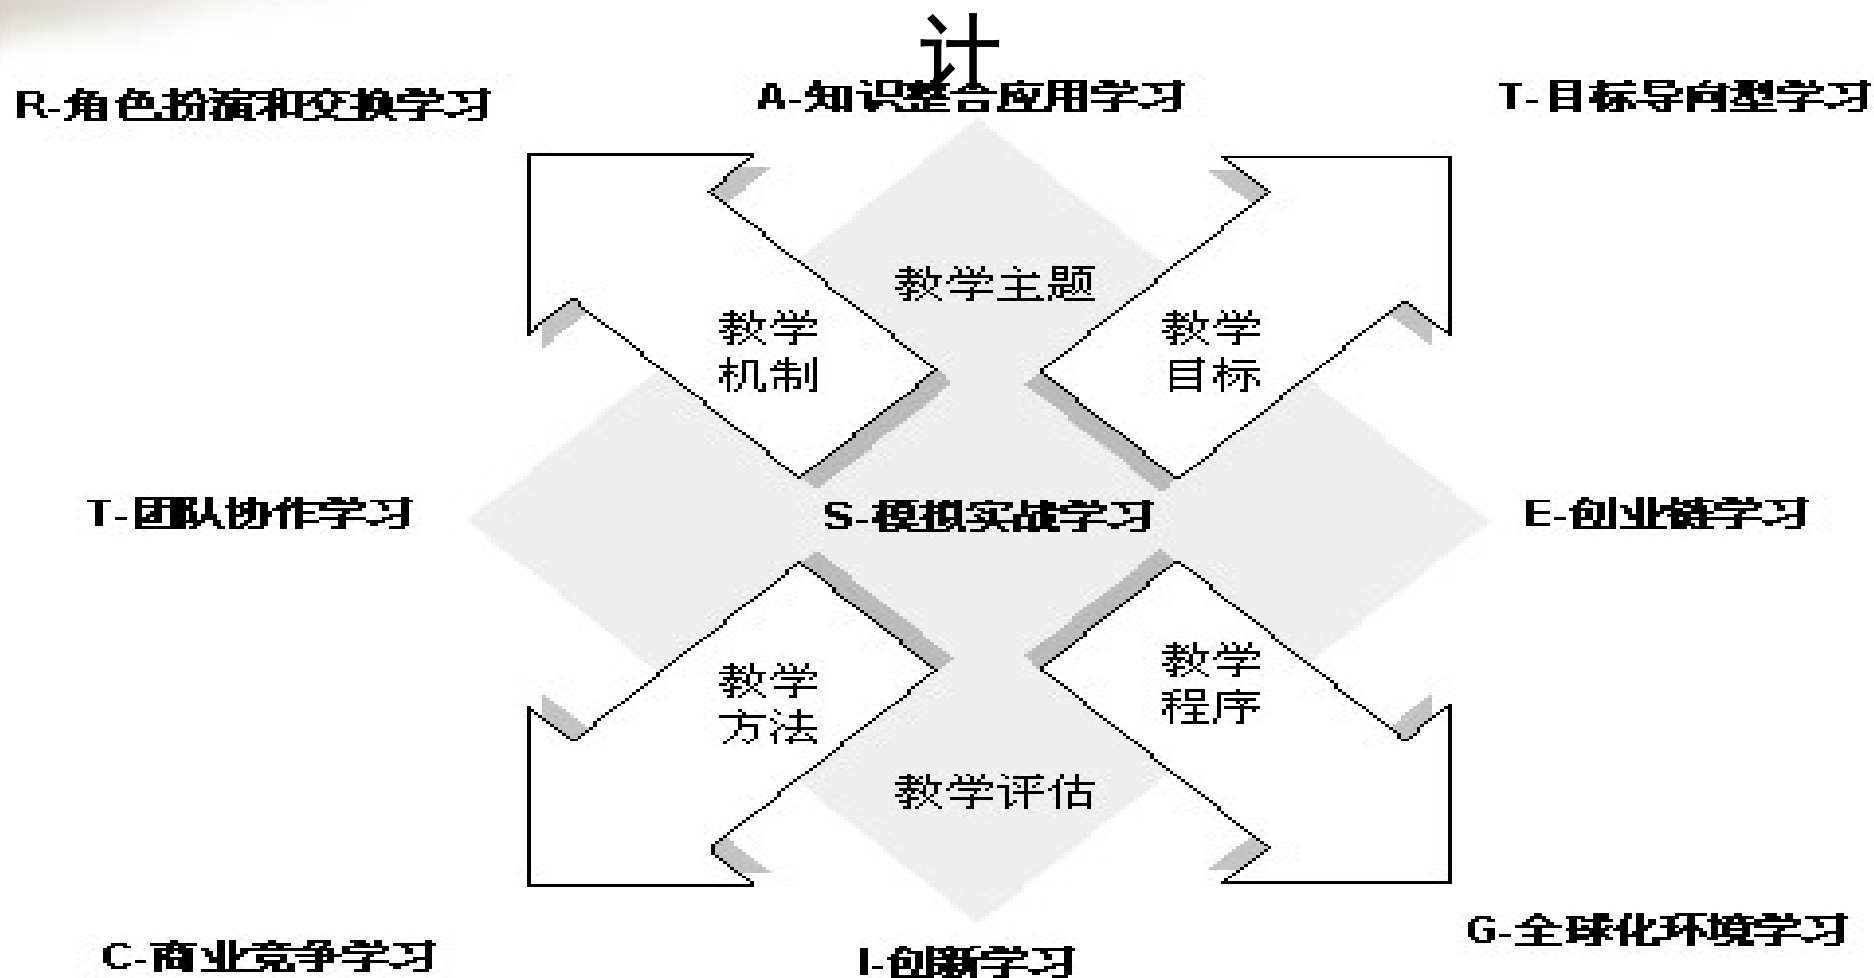 计
R-角色扮演和交换学习
A-知识整合应用学习
T-目标导向型学习
教学主题
教学
机制
教学
目标
T-团队协作学习
S-模拟实战学习
E-创业链学习
教学
方法
教学
程序
教学评估
C-商业竞争学习
I-创新学习
G-全球化环境学习